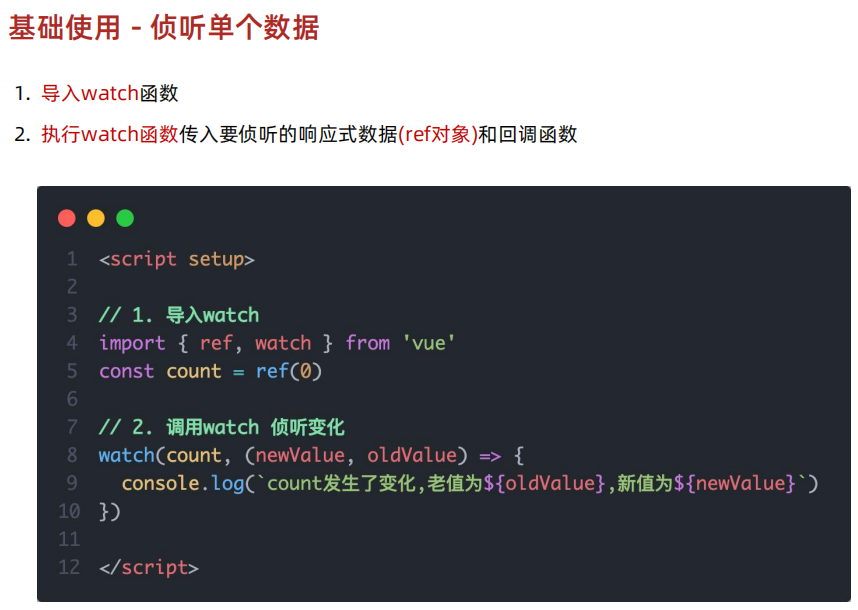 基础使用 - 侦听单个数据
1. 导入watch函数
2. 执行watch函数传入要侦听的响应式数据(ref对象)和回调函数
1 <script setup>
2
3 // 1. 导入watch
4 import { ref, watch } from 'vue'
5 const count = ref(0)
6
7 // 2. 调用watch 侦听变化
8 watch(count, (newValue, oldValue) => {
9   console.log(`count发生了变化,老值为${oldValue},新值为${newValue}`)
10 })
11
12 </script>